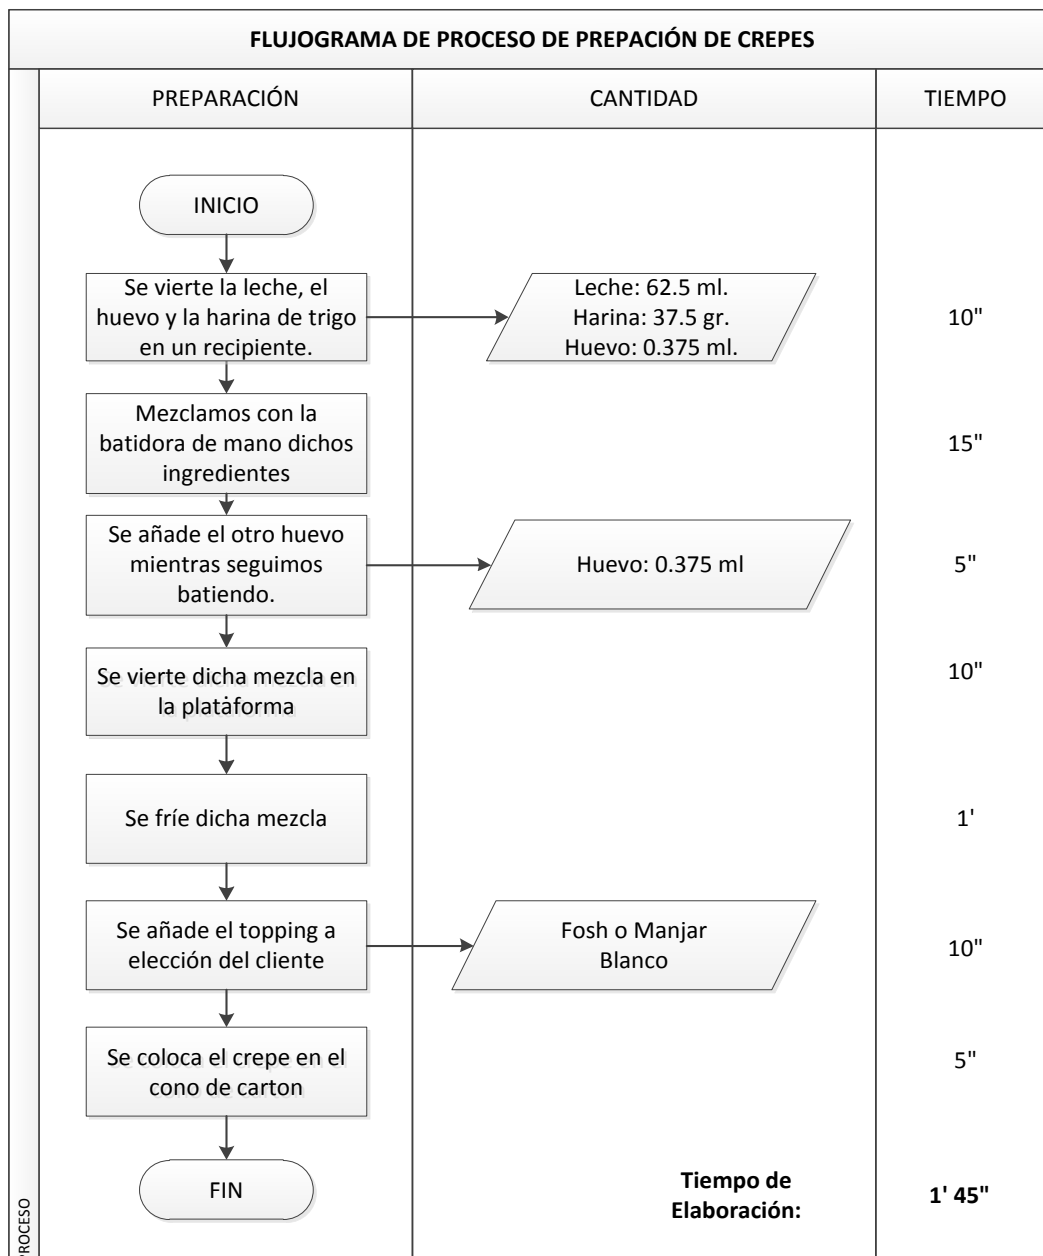 FLUJOGRAMA DE PROCESO DE PREPACIÓN DE CREPES
PREPARACIÓN
CANTIDAD
TIEMPO
INICIO
Se vierte la leche, el
huevo y la harina de trigo
en un recipiente.
Leche: 62.5 ml.
Harina: 37.5 gr.
Huevo: 0.375 ml.
10"
Mezclamos con la
batidora de mano dichos
ingredientes
15"
Se añade el otro huevo
mientras seguimos
batiendo.
Huevo: 0.375 ml
5"
Se vierte dicha mezcla en
la plataforma
10"
Se fríe dicha mezcla
1'
Se añade el topping a
elección del cliente
Fosh o Manjar
Blanco
10"
Se coloca el crepe en el
cono de carton
5"
FIN
Tiempo de
Elaboración:
1' 45"
PROCESO